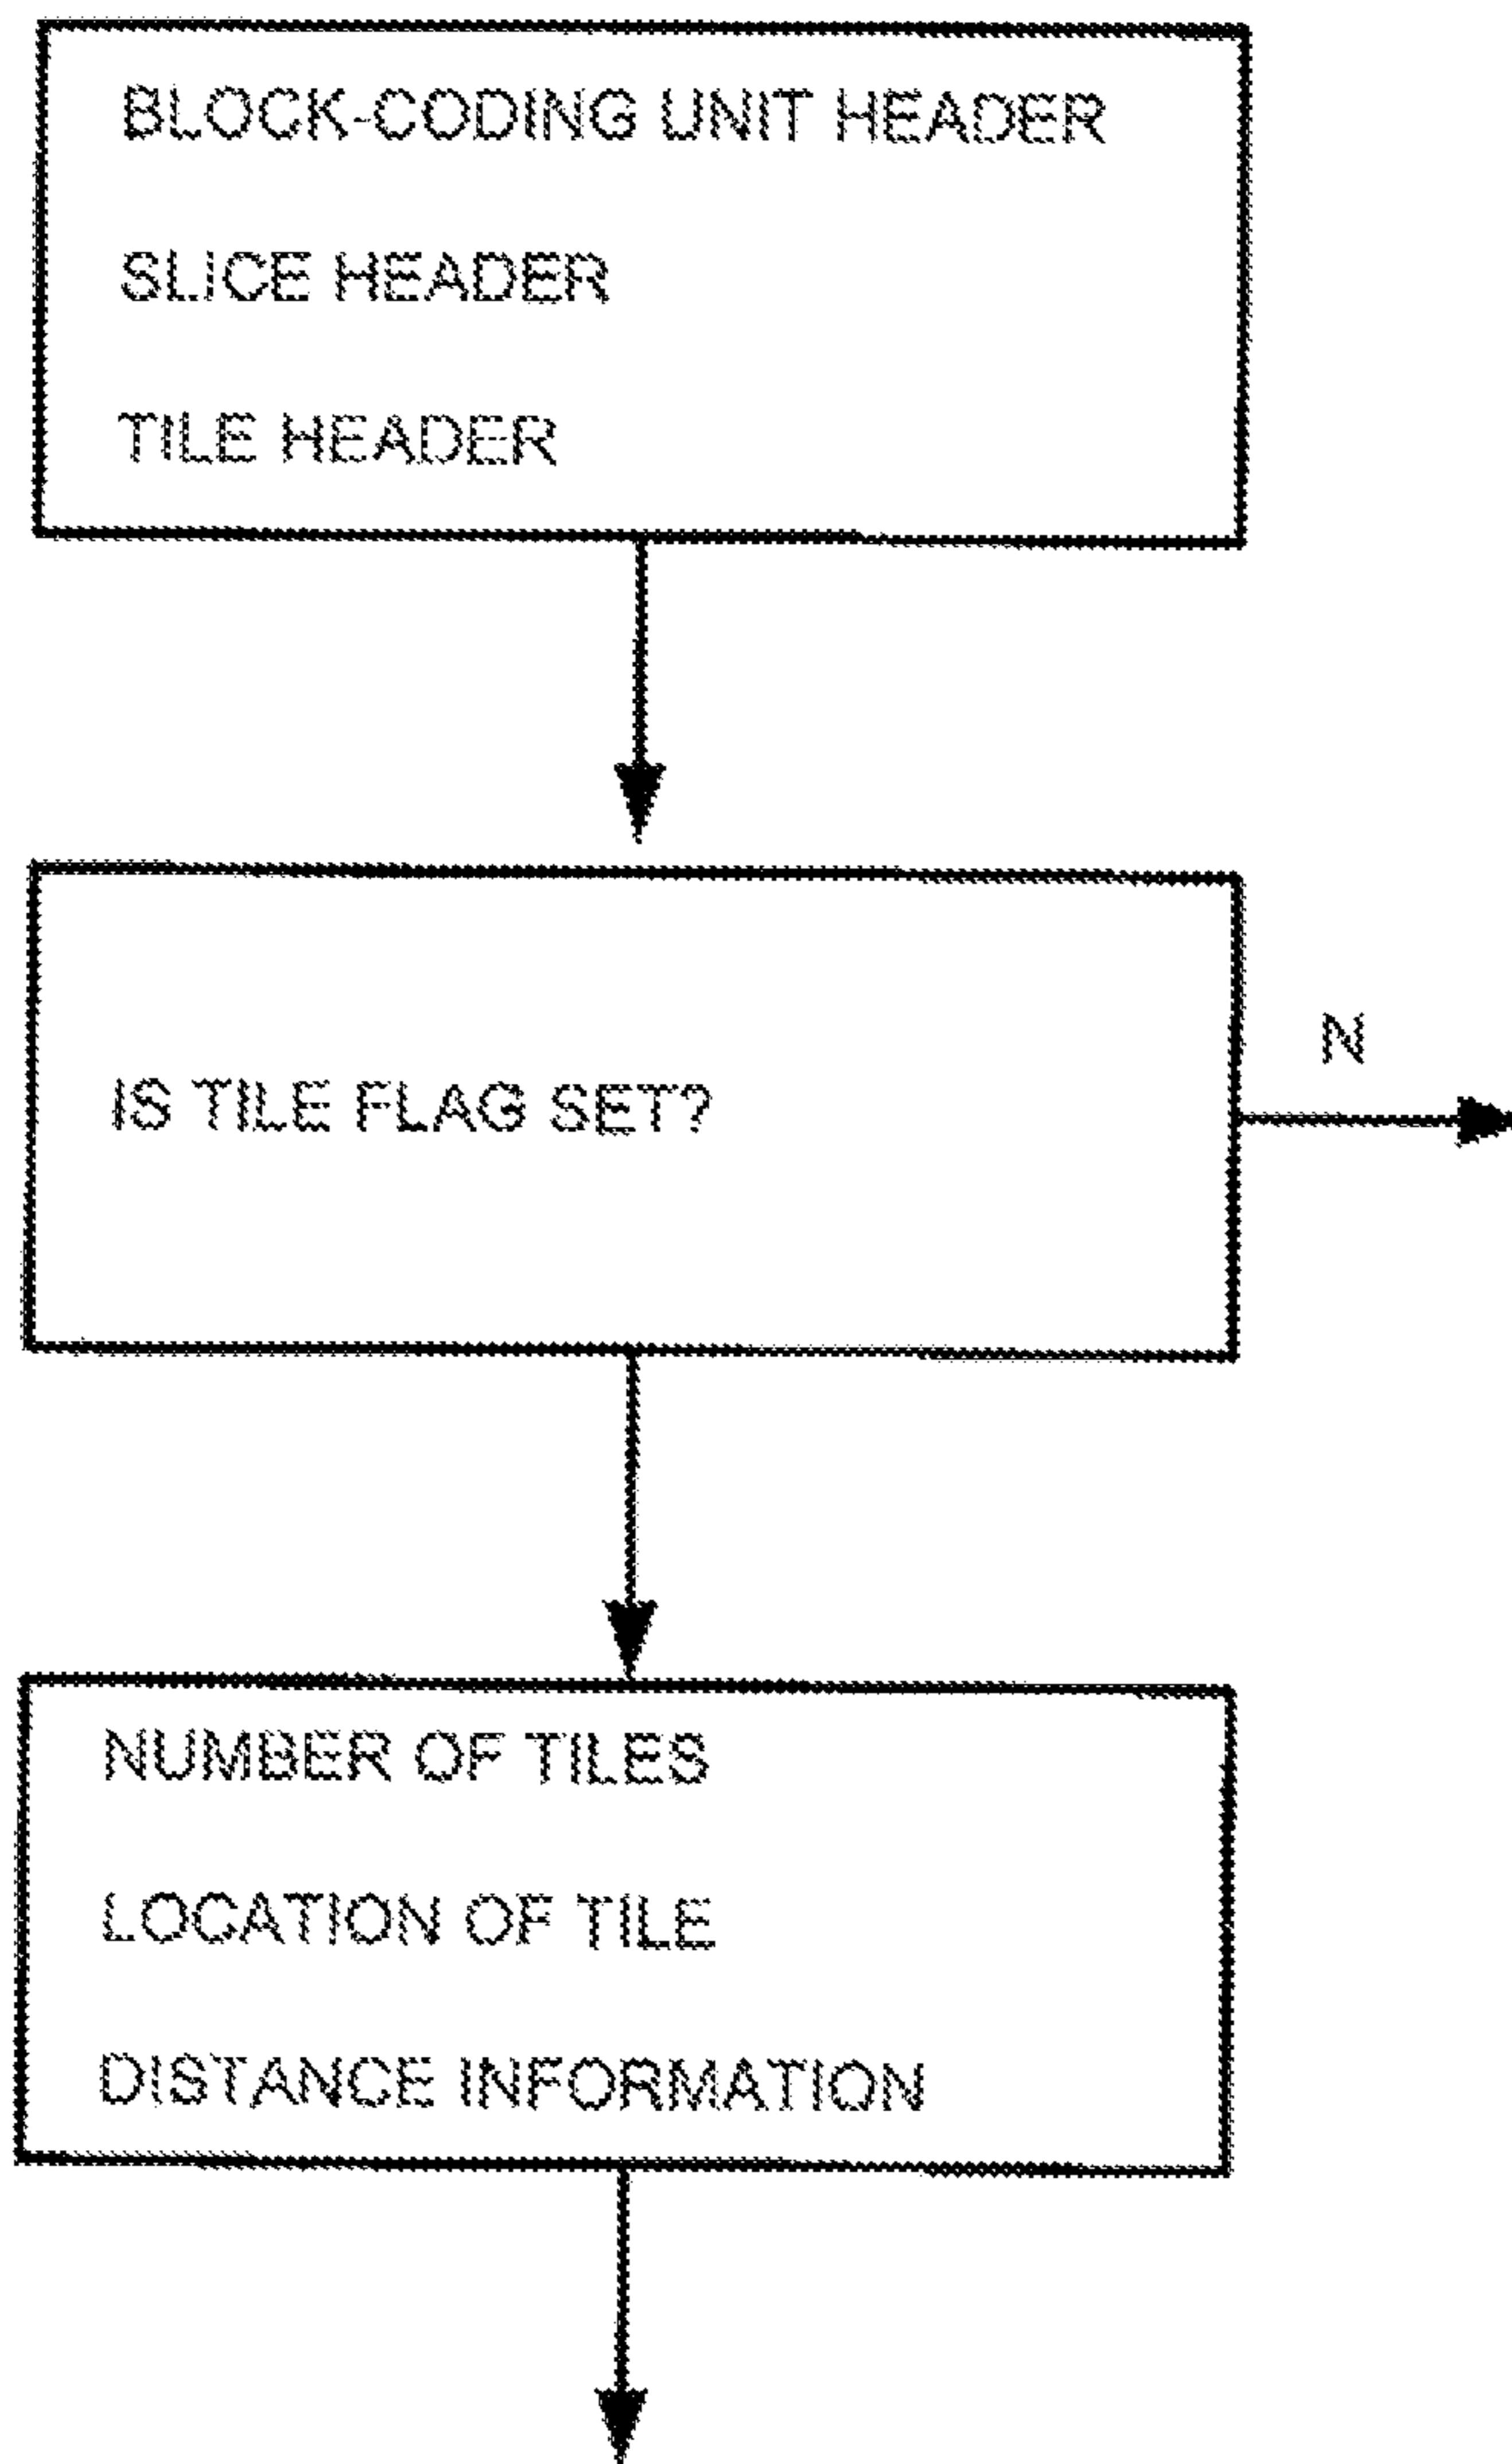 BLOCK-CODING UNIT HEADER
SLICE HEADER
TILE HEADER
IS TILE FLAG SET?
N
NUMBER OF TILES
LOCATION OF TILE
DISTANCE INFORMATION